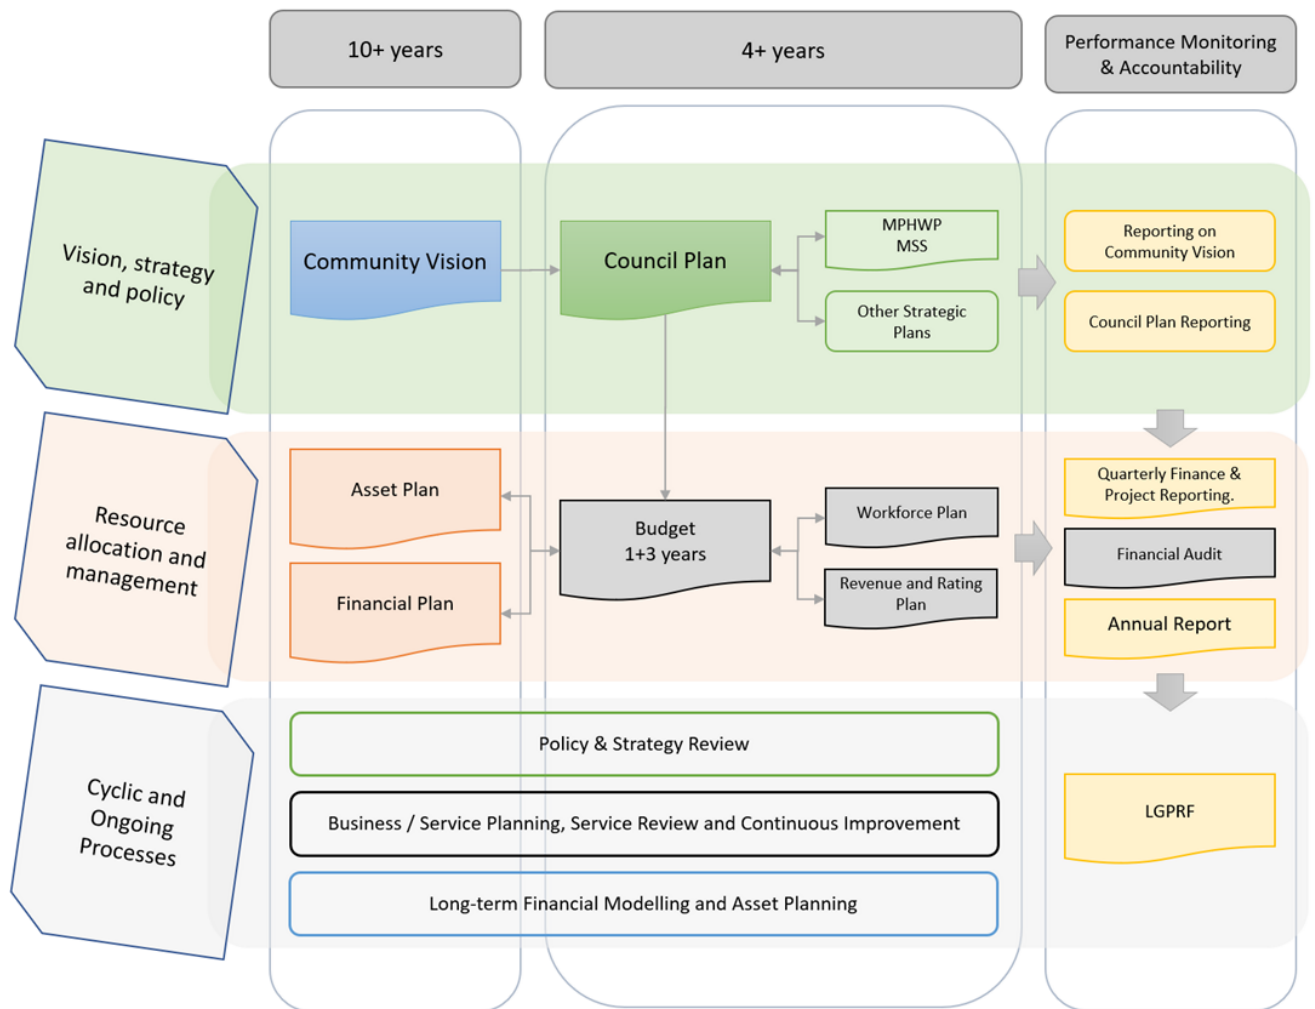 10+ years
4+ years
Performance Monitoring
& Accountability
Vision, strategy
and policy
Community Vision
Council Plan
MPHWP
MSS
Other Strategic
Plans
Reporting on
Community Vision
Council Plan Reporting
Resource
allocation and
management
Asset Plan
Financial Plan
Budget
1+3 years
Workforce Plan
Revenue and Rating
Plan
Quarterly Finance &
Project Reporting.
Financial Audit
Annual Report
Cyclic and
Ongoing
Processes
Policy & Strategy Review
Business / Service Planning, Service Review and Continuous Improvement
Long-term Financial Modelling and Asset Planning
LGPRF